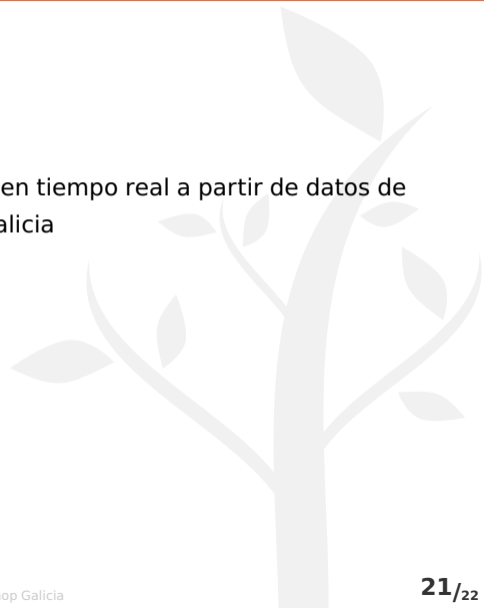 en tiempo real a partir de datos de
alicia
op Galicia
21/22